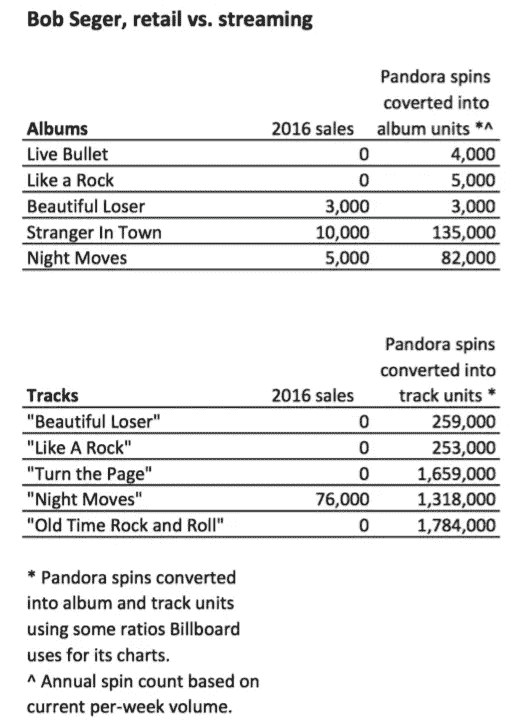 Bob Seger, retail vs. streaming
Pandora spins
coverted into
Albums 2016 sales album units *^
Live Bullet 0 4,000
Like a Rock 0 5,000
Beautiful Loser 3,000 3,000
Stranger In Town 10,000 135,000
Night Moves 5,000 82,000
Pandora spins
converted into
Tracks 2016 sales track units *
"Beautiful Loser" 0 259,000
"Like A Rock" 0 253,000
"Turn the Page" 0 1,659,000
"Night Moves" 76,000 1,318,000
"Old Time Rock and Roll" 0 1,784,000
* Pandora spins converted
into album and track units
using some ratios Billboard
uses for its charts.
^ Annual spin count based on
current per-week volume.